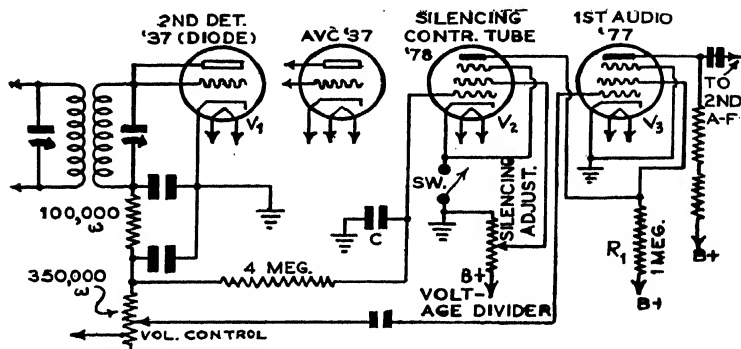 2ND DET.
'37 (DIODE)
AVC '37
SILENCING
CONTR. TUBE
'78
1ST AUDIO
'77
V1
V2
V3
TO
2ND
A-F
SW.
SILENCING
ADJUST.
100,000
ω
C
4 MEG.
R1
1 MEG.
B+
B+
B+
350,000
ω
VOLT-
AGE DIVIDER
VOL. CONTROL